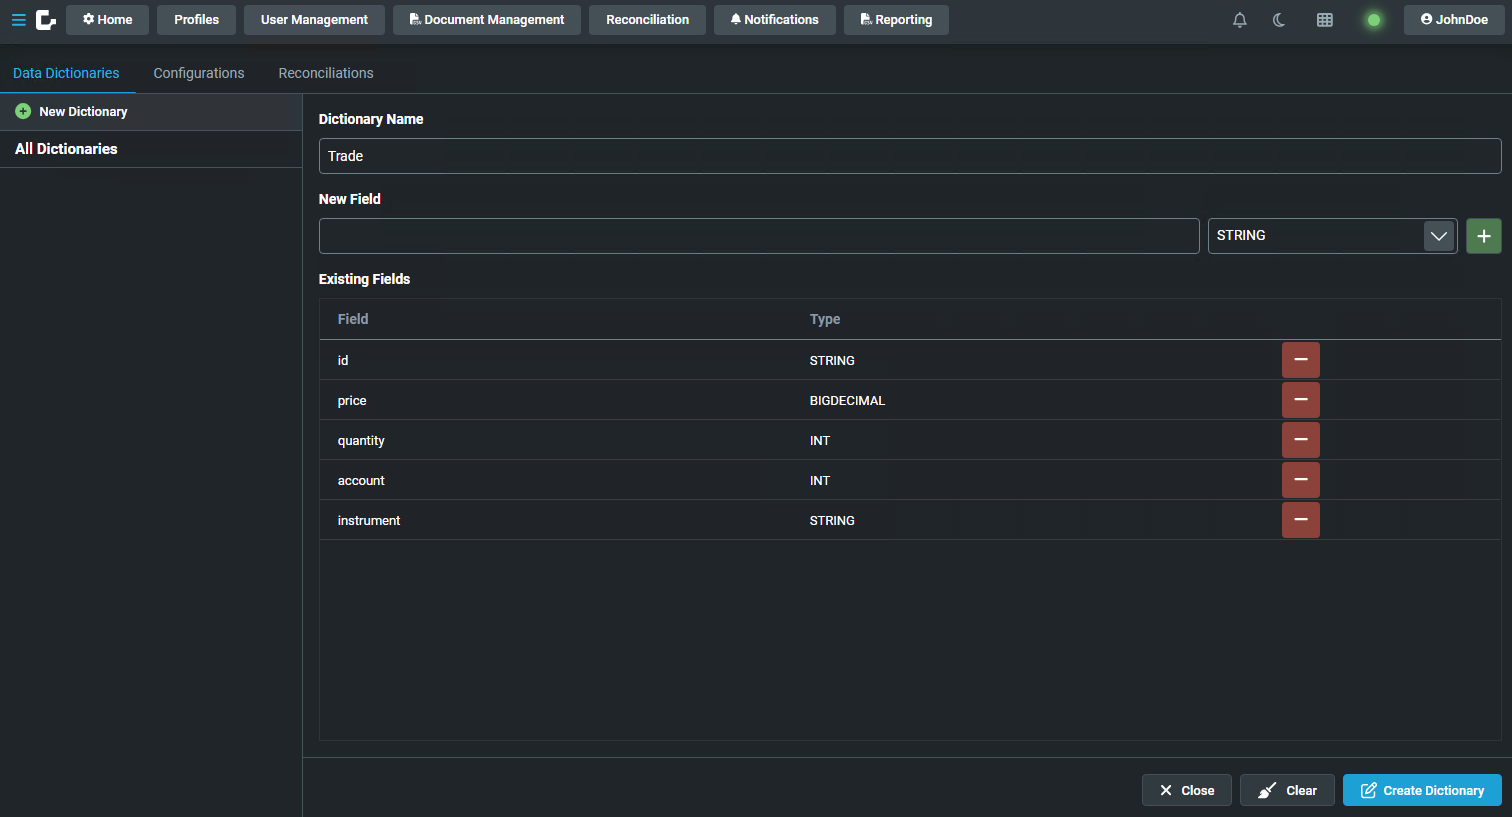 Home Profiles User Management Document Management Reconciliation Notifications Reporting JohnDoe
Data Dictionaries Configurations Reconciliations
New Dictionary
All Dictionaries
Dictionary Name
Trade
New Field
STRING
Existing Fields
Field Type
id STRING
price BIGDECIMAL
quantity INT
account INT
instrument STRING
Close Clear Create Dictionary